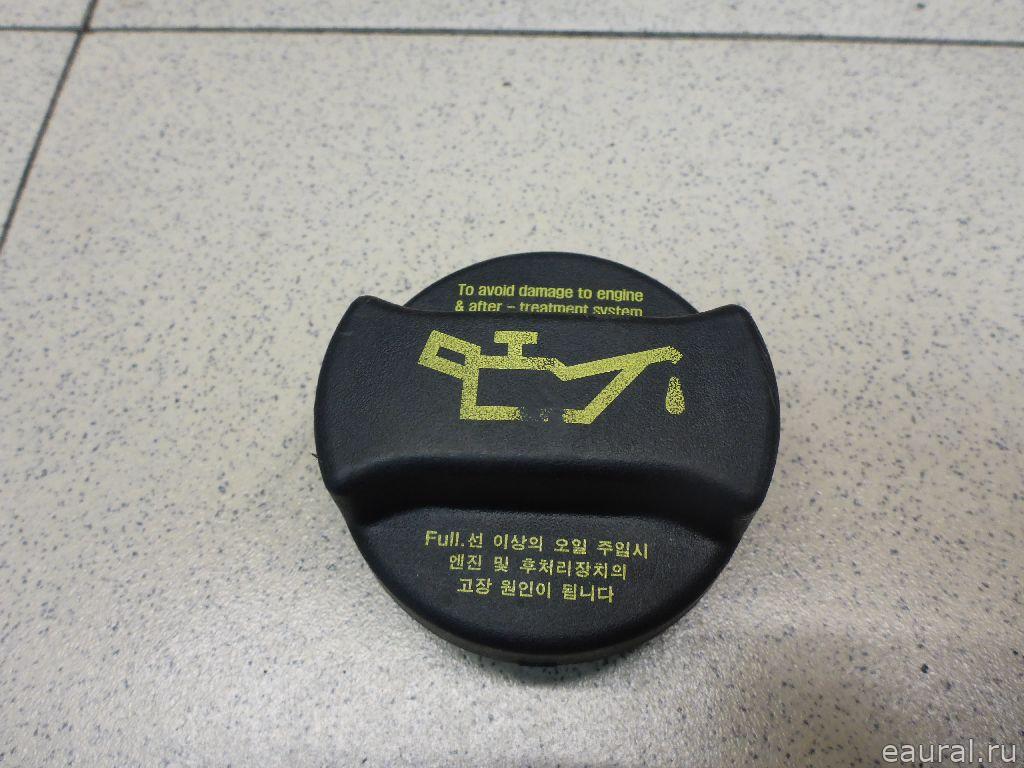 To avoid damage to engine
& after - treatment system
Full.선 이상의 오일 주입시
엔진 및 후처리장치의
고장 원인이 됩니다
eaural.ru